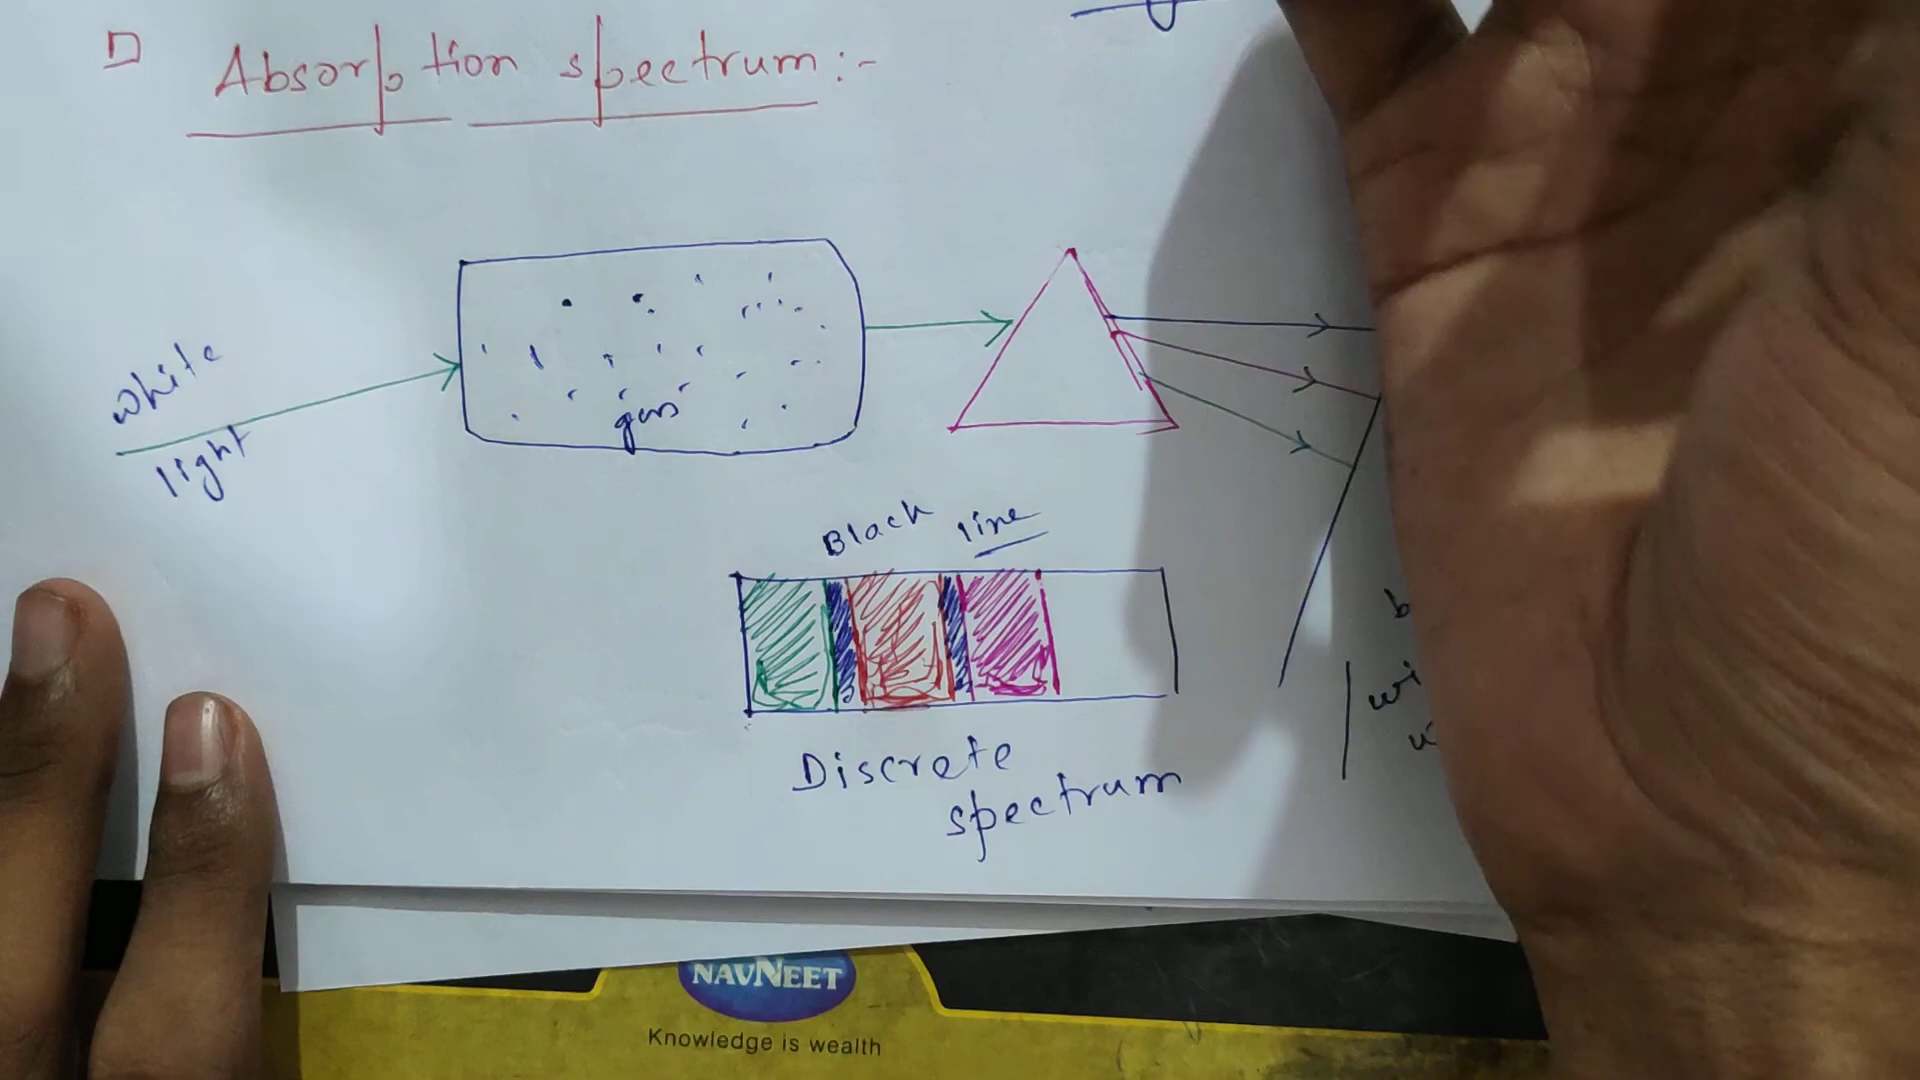 D Absorption spectrum :-
white
light
gas
Black line
Discrete
spectrum
NAVNEET
Knowledge is wealth